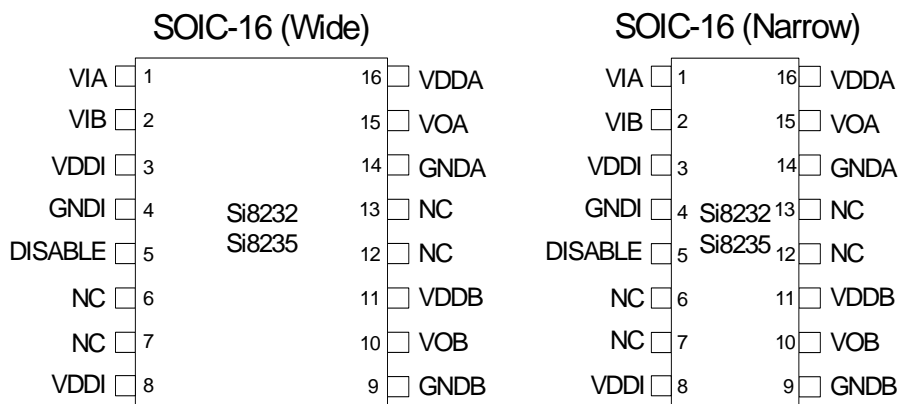 SOIC-16 (Wide)
VIA 1 16 VDDA
VIB 2 15 VOA
VDDI 3 14 GNDA
GNDI 4 Si8232 13 NC
DISABLE 5 Si8235 12 NC
NC 6 11 VDDB
NC 7 10 VOB
VDDI 8 9 GNDB
SOIC-16 (Narrow)
VIA 1 16 VDDA
VIB 2 15 VOA
VDDI 3 14 GNDA
GNDI 4 Si8232 13 NC
DISABLE 5 Si8235 12 NC
NC 6 11 VDDB
NC 7 10 VOB
VDDI 8 9 GNDB